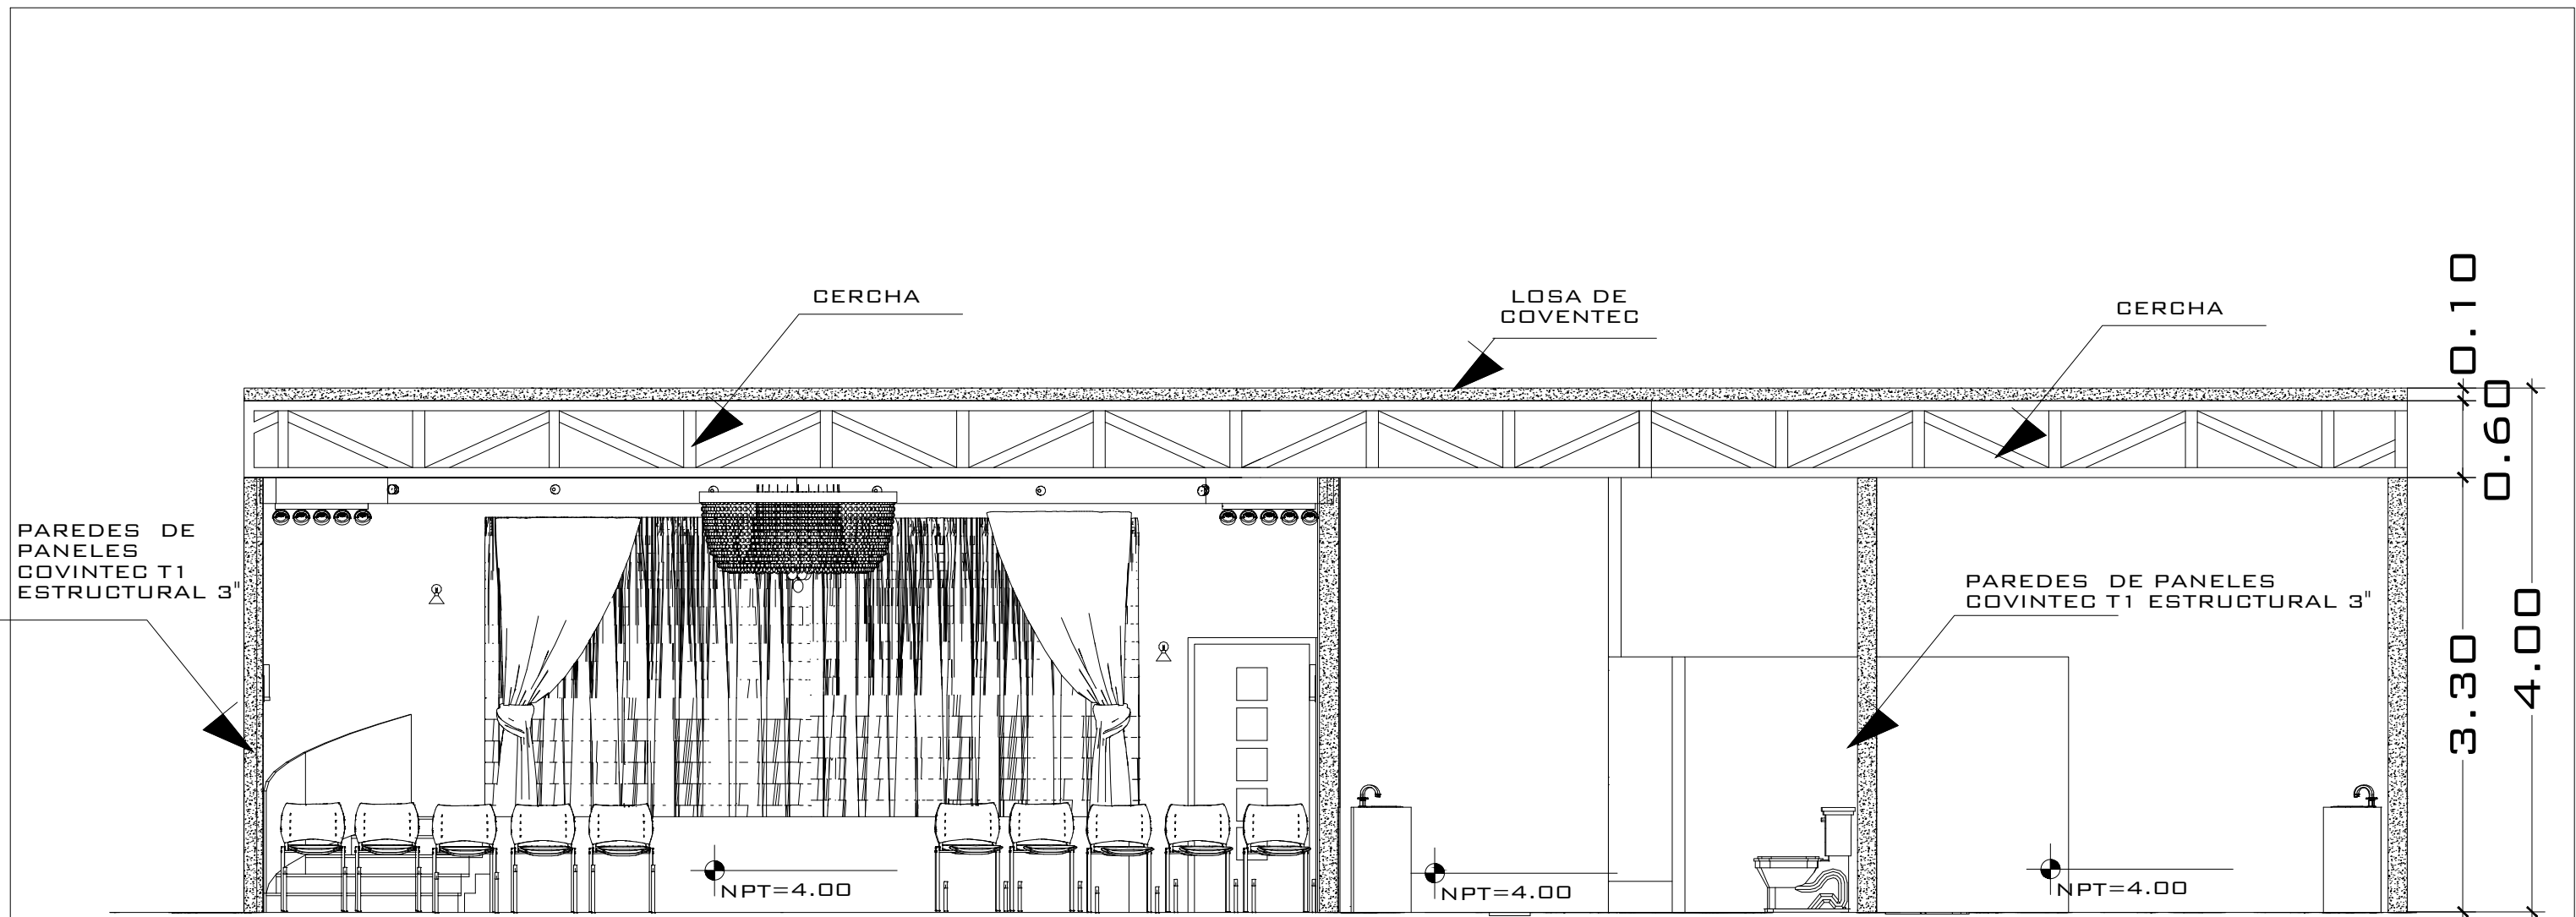 CERCHA
LOSA DE
COVENTEC
CERCHA
0.10
0.60
3.30
4.00
PAREDES DE
PANELES
COVINTEC T1
ESTRUCTURAL 3"
PAREDES DE PANELES
COVINTEC T1 ESTRUCTURAL 3"
NPT=4.00
NPT=4.00
NPT=4.00